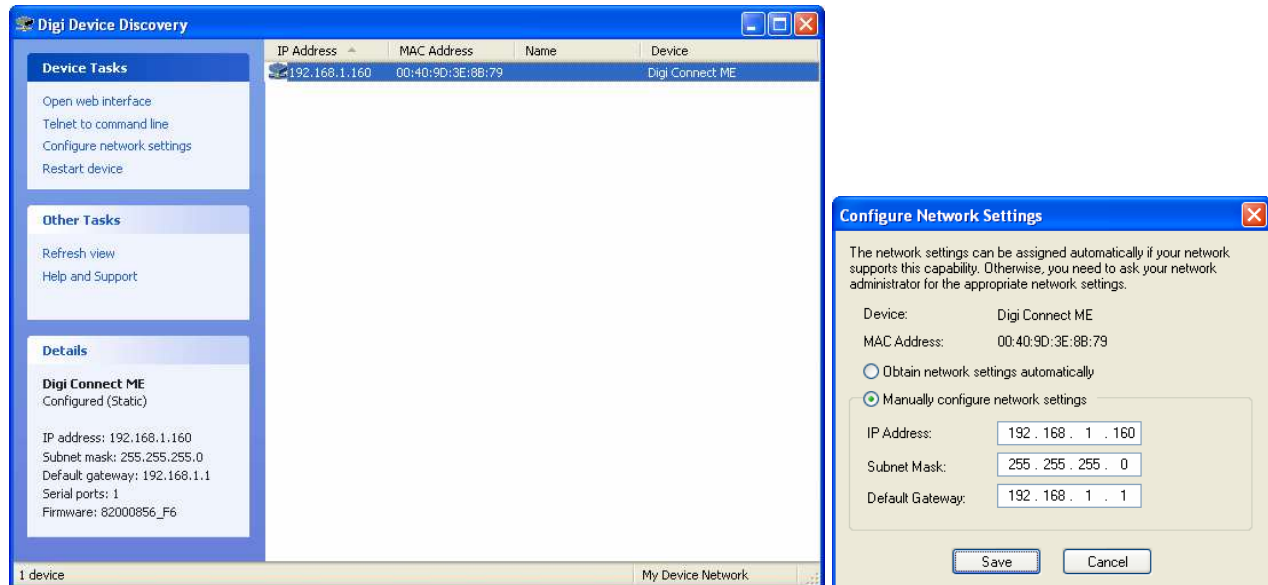 Digi Device Discovery
Device Tasks
Open web interface
Telnet to command line
Configure network settings
Restart device
Other Tasks
Refresh view
Help and Support
Details
Digi Connect ME
Configured (Static)
IP address: 192.168.1.160
Subnet mask: 255.255.255.0
Default gateway: 192.168.1.1
Serial ports: 1
Firmware: 82000856_F6
IP Address MAC Address Name Device
192.168.1.160 00:40:9D:3E:8B:79 Digi Connect ME
1 device My Device Network
Configure Network Settings
The network settings can be assigned automatically if your network
supports this capability. Otherwise, you need to ask your network
administrator for the appropriate network settings.
Device: Digi Connect ME
MAC Address: 00:40:9D:3E:8B:79
Obtain network settings automatically
Manually configure network settings
IP Address: 192 . 168 . 1 . 160
Subnet Mask: 255 . 255 . 255 . 0
Default Gateway: 192 . 168 . 1 . 1
Save Cancel